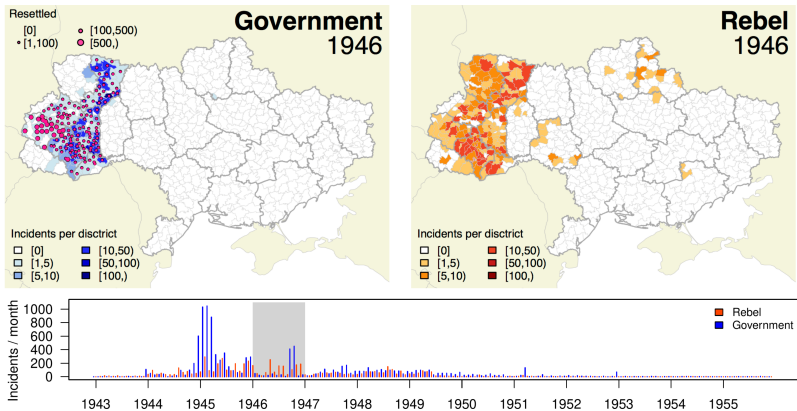 Government
1946
Resettled
[0]
[1,100)
[100,500)
[500,)
Incidents per disctrict
[0]
[1,5)
[5,10)
[10,50)
[50,100)
[100,)
Rebel
1946
Incidents per disctrict
[0]
[1,5)
[5,10)
[10,50)
[50,100)
[100,)
Incidents / month
1000
800
600
400
200
0
Rebel
Government
1943 1944 1945 1946 1947 1948 1949 1950 1951 1952 1953 1954 1955